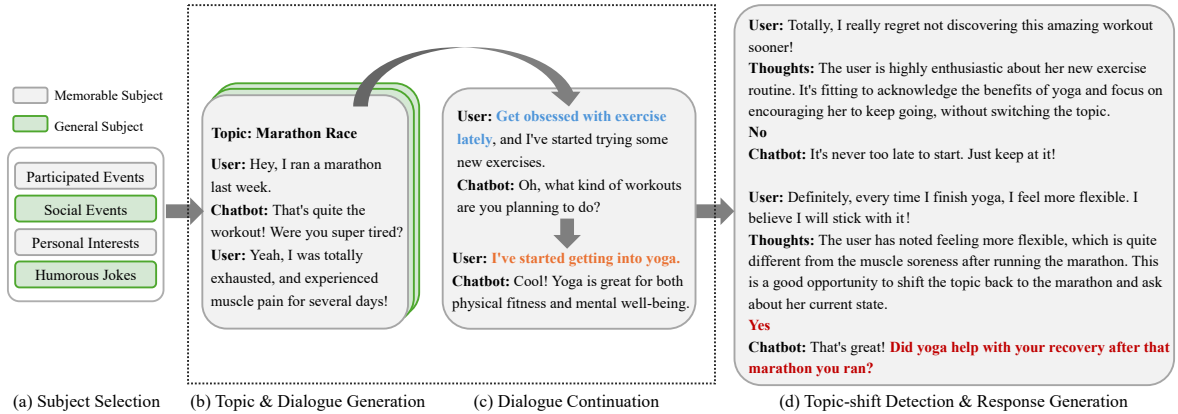 Memorable Subject
General Subject
Participated Events
Social Events
Personal Interests
Humorous Jokes
(a) Subject Selection
Topic: Marathon Race
User: Hey, I ran a marathon
last week.
Chatbot: That's quite the
workout! Were you super tired?
User: Yeah, I was totally
exhausted, and experienced
muscle pain for several days!
(b) Topic & Dialogue Generation
User: Get obsessed with exercise
lately, and I've started trying some
new exercises.
Chatbot: Oh, what kind of workouts
are you planning to do?
User: I've started getting into yoga.
Chatbot: Cool! Yoga is great for both
physical fitness and mental well-being.
(c) Dialogue Continuation
User: Totally, I really regret not discovering this amazing workout
sooner!
Thoughts: The user is highly enthusiastic about her new exercise
routine. It's fitting to acknowledge the benefits of yoga and focus on
encouraging her to keep going, without switching the topic.
No
Chatbot: It's never too late to start. Just keep at it!
User: Definitely, every time I finish yoga, I feel more flexible. I
believe I will stick with it!
Thoughts: The user has noted feeling more flexible, which is quite
different from the muscle soreness after running the marathon. This
is a good opportunity to shift the topic back to the marathon and ask
about her current state.
Yes
Chatbot: That's great! Did yoga help with your recovery after that
marathon you ran?
(d) Topic-shift Detection & Response Generation